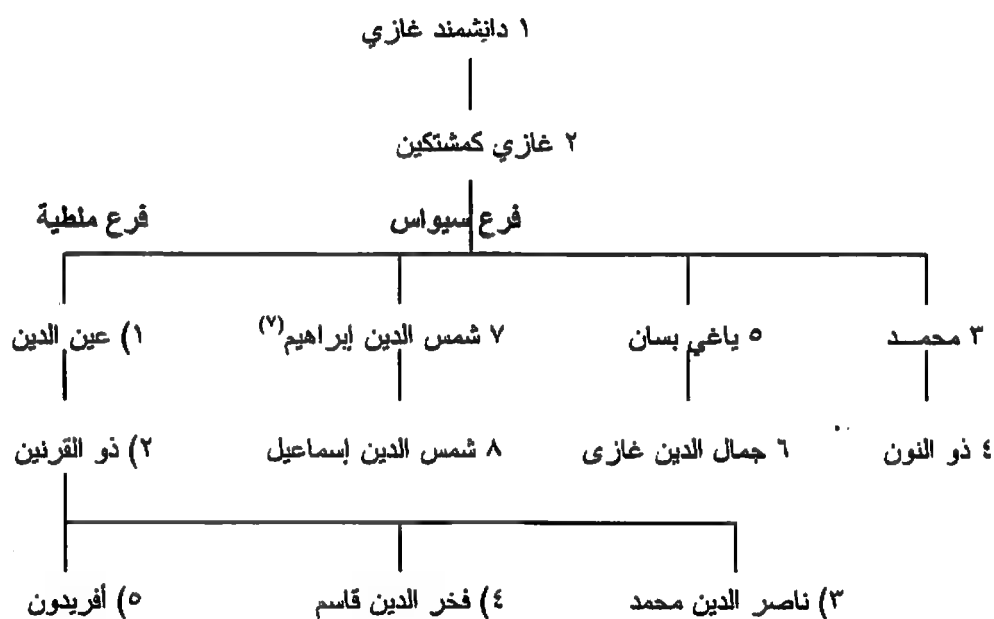 ١ دانشمند غازي
٢ غازي كمشتكين
فرع سيواس
فرع ملطية
٣ محمــد
٥ ياغي بسان
٧ شمس الدين إبراهيم(٧)
١) عين الدين
٤ ذو النون
٦ جمال الدين غازى
٨ شمس الدين إسماعيل
٢) ذو القرنين
٣) ناصر الدين محمد
٤) فخر الدين قاسم
٥) أفريدون